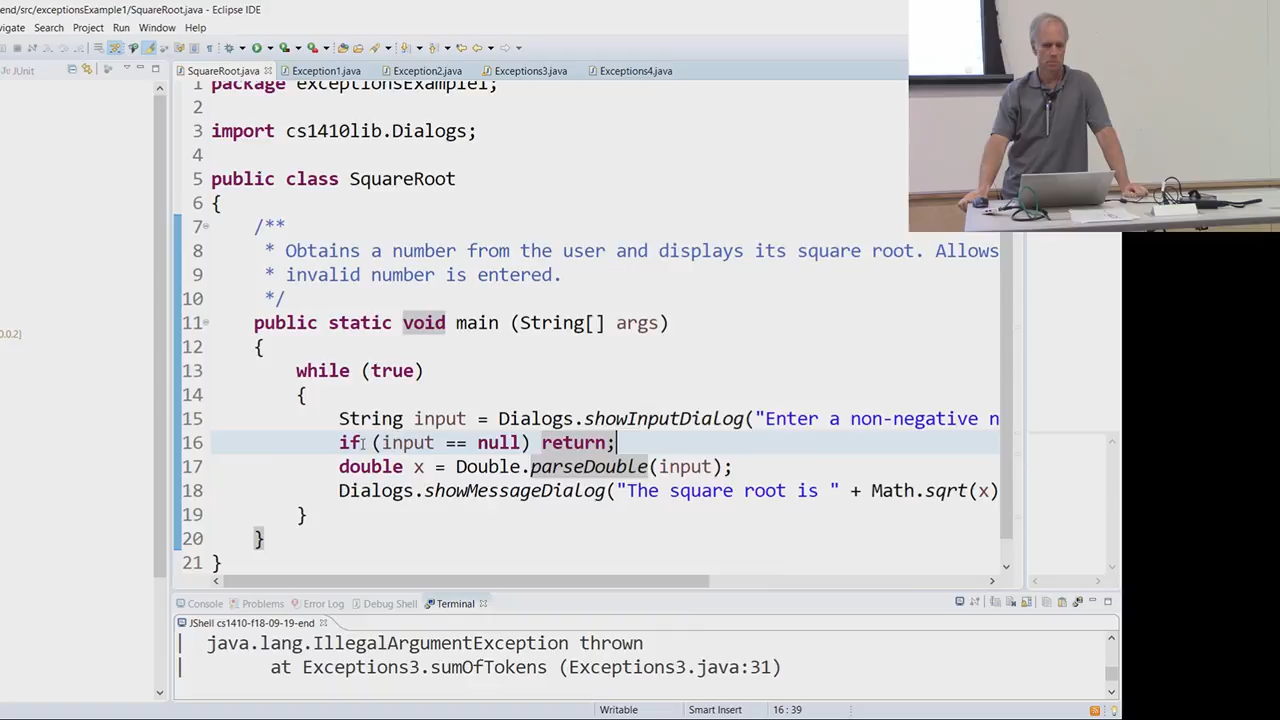 end/src/exceptionsExample1/SquareRoot.java - Eclipse IDE
vigate Search Project Run Window Help
JUnit
SquareRoot.java Exception1.java Exception2.java Exceptions3.java Exceptions4.java
1 package exceptionsExample1;
2
3 import cs1410lib.Dialogs;
4
5 public class SquareRoot
6 {
7 /**
8 * Obtains a number from the user and displays its square root. Allows
9 * invalid number is entered.
10 */
11 public static void main (String[] args)
12 {
13 while (true)
14 {
15 String input = Dialogs.showInputDialog("Enter a non-negative n
16 if (input == null) return;
17 double x = Double.parseDouble(input);
18 Dialogs.showMessageDialog("The square root is " + Math.sqrt(x)
19 }
20 }
21 }
0.0.2)
Console Problems Error Log Debug Shell Terminal
JShell cs1410-f18-09-19-end
| java.lang.IllegalArgumentException thrown
| at Exceptions3.sumOfTokens (Exceptions3.java:31)
Writable Smart Insert 16:39